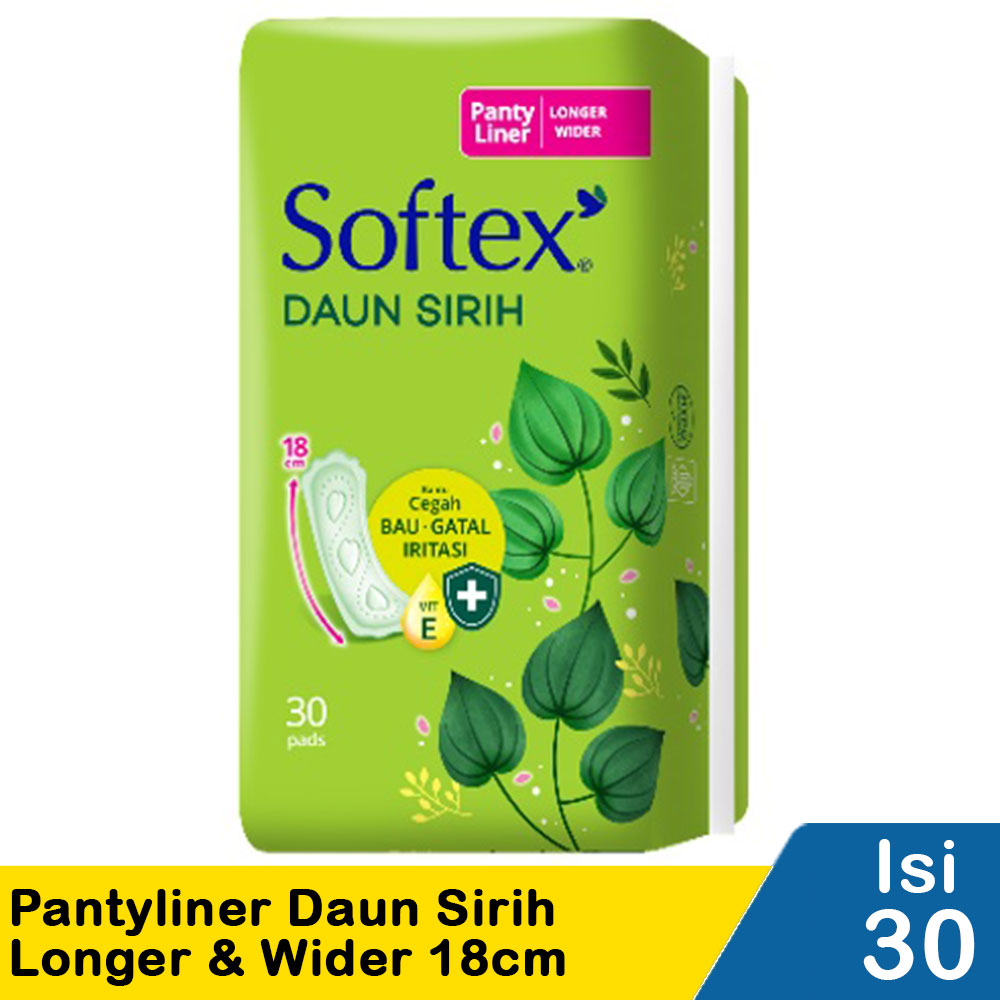 Panty
Liner
LONGER
WIDER
Softex®
DAUN SIRIH
18
cm
Cegah
BAU · GATAL
IRITASI
VIT
E
30
pads
Pantyliner Daun Sirih
Longer & Wider 18cm
Isi
30